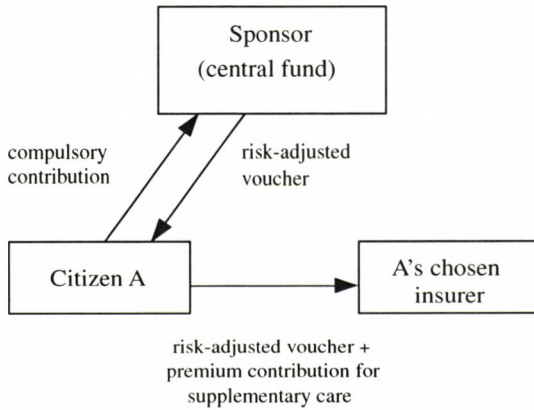 Sponsor
(central fund)
compulsory
contribution
risk-adjusted
voucher
Citizen A
A's chosen
insurer
risk-adjusted voucher +
premium contribution for
supplementary care